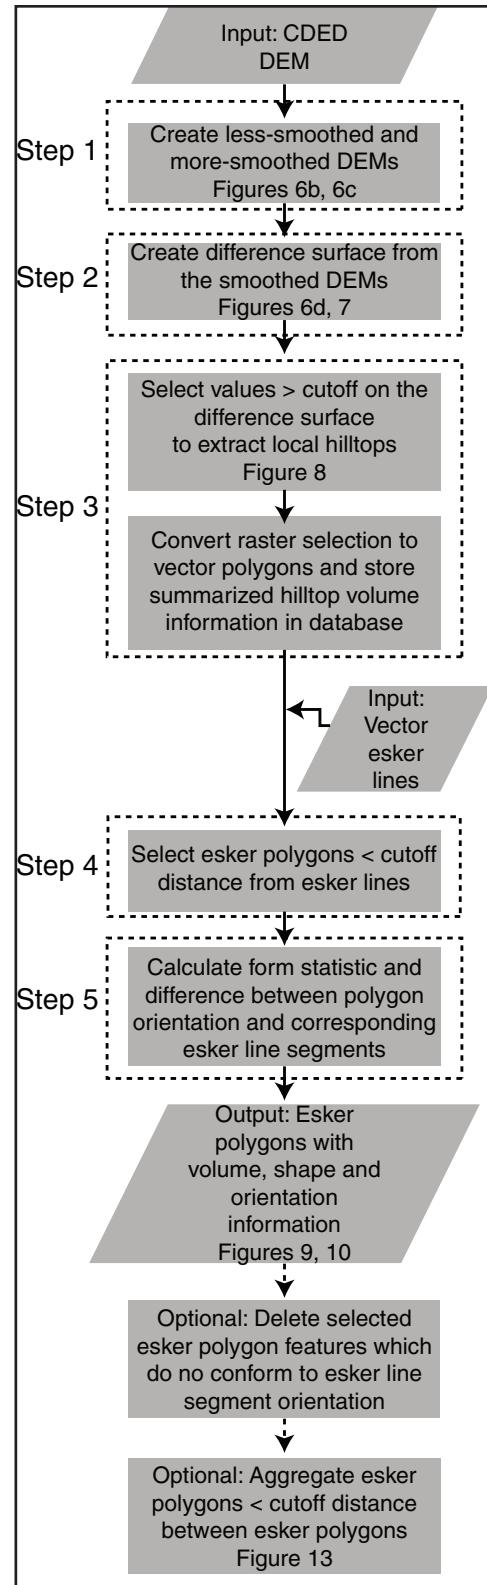 Input: CDED
DEM
Step 1
Create less-smoothed and
more-smoothed DEMs
Figures 6b, 6c
Step 2
Create difference surface from
the smoothed DEMs
Figures 6d, 7
Step 3
Select values > cutoff on the
difference surface
to extract local hilltops
Figure 8
Convert raster selection to
vector polygons and store
summarized hilltop volume
information in database
Input:
Vector
esker
lines
Step 4
Select esker polygons < cutoff
distance from esker lines
Step 5
Calculate form statistic and
difference between polygon
orientation and corresponding
esker line segments
Output: Esker
polygons with
volume, shape and
orientation
information
Figures 9, 10
Optional: Delete selected
esker polygon features which
do no conform to esker line
segment orientation
Optional: Aggregate esker
polygons < cutoff distance
between esker polygons
Figure 13